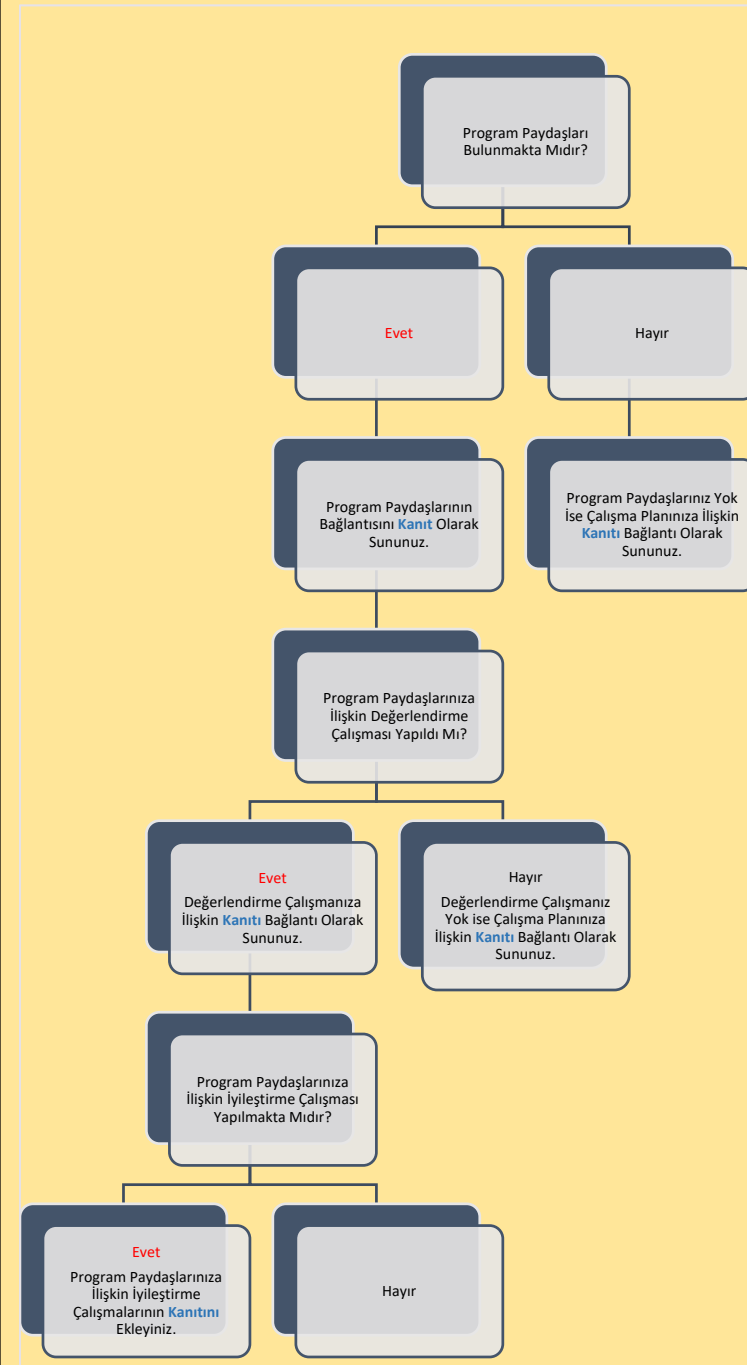 Program Paydaşları
Bulunmakta Mıdır?
Evet
Hayır
Program Paydaşlarının
Bağlantısını Kanıt Olarak
Sununuz.
Program Paydaşlarınız Yok
İse Çalışma Planınıza İlişkin
Kanıtı Bağlantı Olarak
Sununuz.
Program Paydaşlarınıza
İlişkin Değerlendirme
Çalışması Yapıldı Mı?
Evet
Değerlendirme Çalışmanıza
İlişkin Kanıtı Bağlantı Olarak
Sununuz.
Hayır
Değerlendirme Çalışmanız
Yok ise Çalışma Planınıza
İlişkin Kanıtı Bağlantı Olarak
Sununuz.
Program Paydaşlarınıza
İlişkin İyileştirme Çalışması
Yapılmakta Mıdır?
Evet
Program Paydaşlarınıza
İlişkin İyileştirme
Çalışmalarının Kanıtını
Ekleyiniz.
Hayır